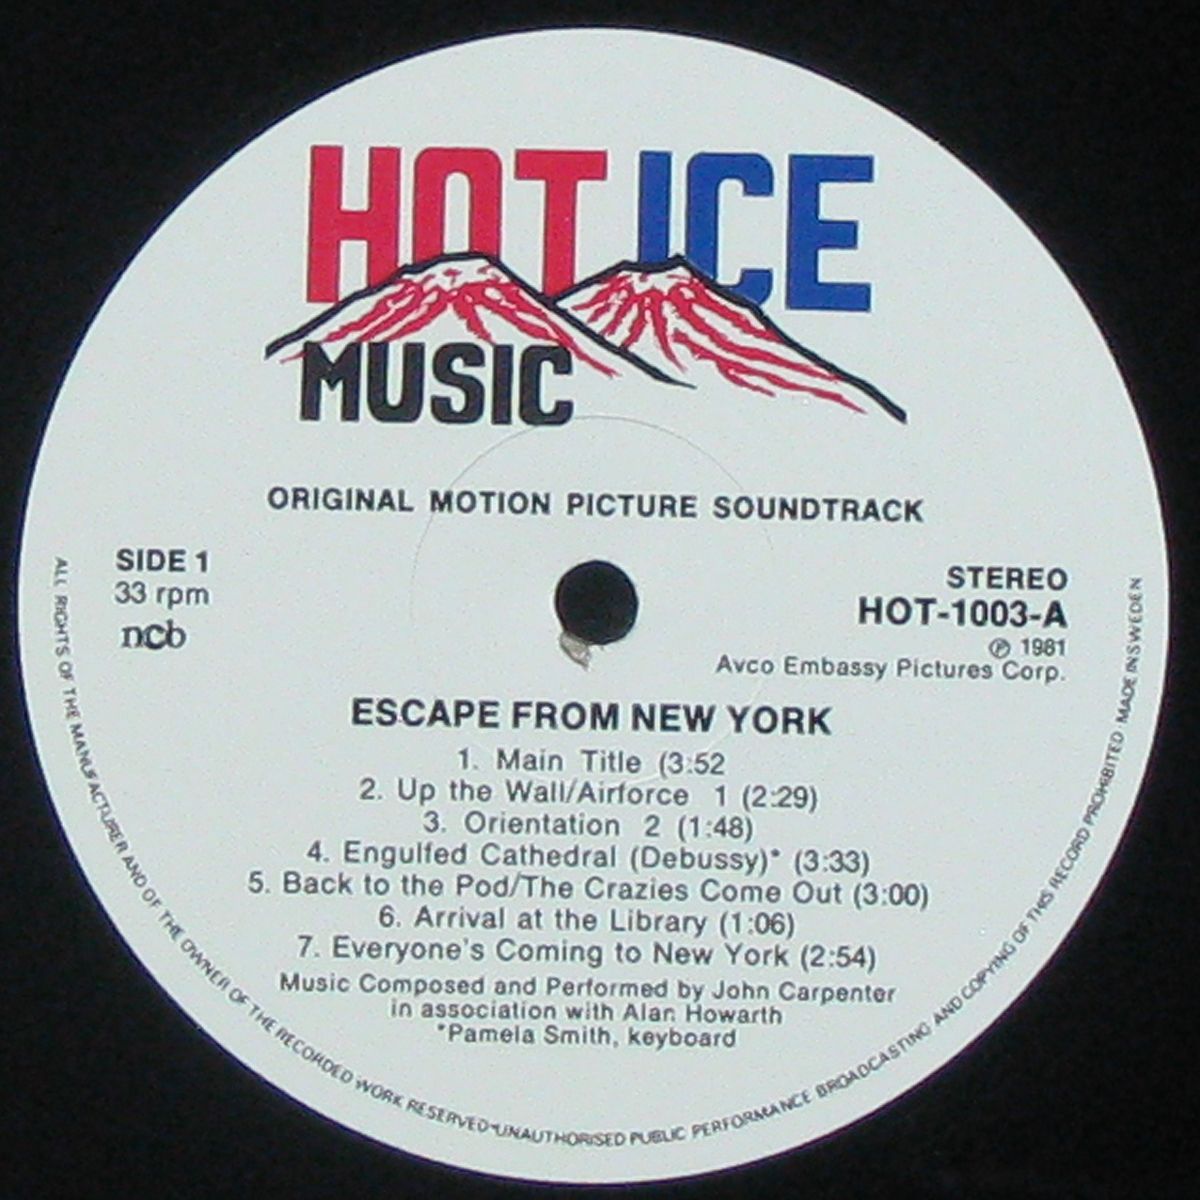 HOT ICE
MUSIC
ORIGINAL MOTION PICTURE SOUNDTRACK
SIDE 1
33 rpm
ncb
STEREO
HOT-1003-A
℗ 1981
Avco Embassy Pictures Corp.
ESCAPE FROM NEW YORK
1. Main Title (3:52
2. Up the Wall/Airforce 1 (2:29)
3. Orientation 2 (1:48)
4. Engulfed Cathedral (Debussy)* (3:33)
5. Back to the Pod/The Crazies Come Out (3:00)
6. Arrival at the Library (1:06)
7. Everyone's Coming to New York (2:54)
Music Composed and Performed by John Carpenter
in association with Alan Howarth
*Pamela Smith, keyboard
ALL RIGHTS OF THE MANUFACTURER AND OF THE OWNER OF THE RECORDED WORK RESERVED-UNAUTHORISED PUBLIC PERFORMANCE BROADCASTING AND COPYING OF THIS RECORD PROHIBITED MADE IN SWEDEN